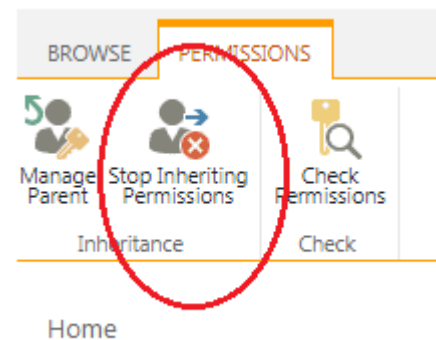 BROWSE PERMISSIONS
Manage Stop Inheriting Check
Parent Permissions Permissions
Inheritance Check
Home